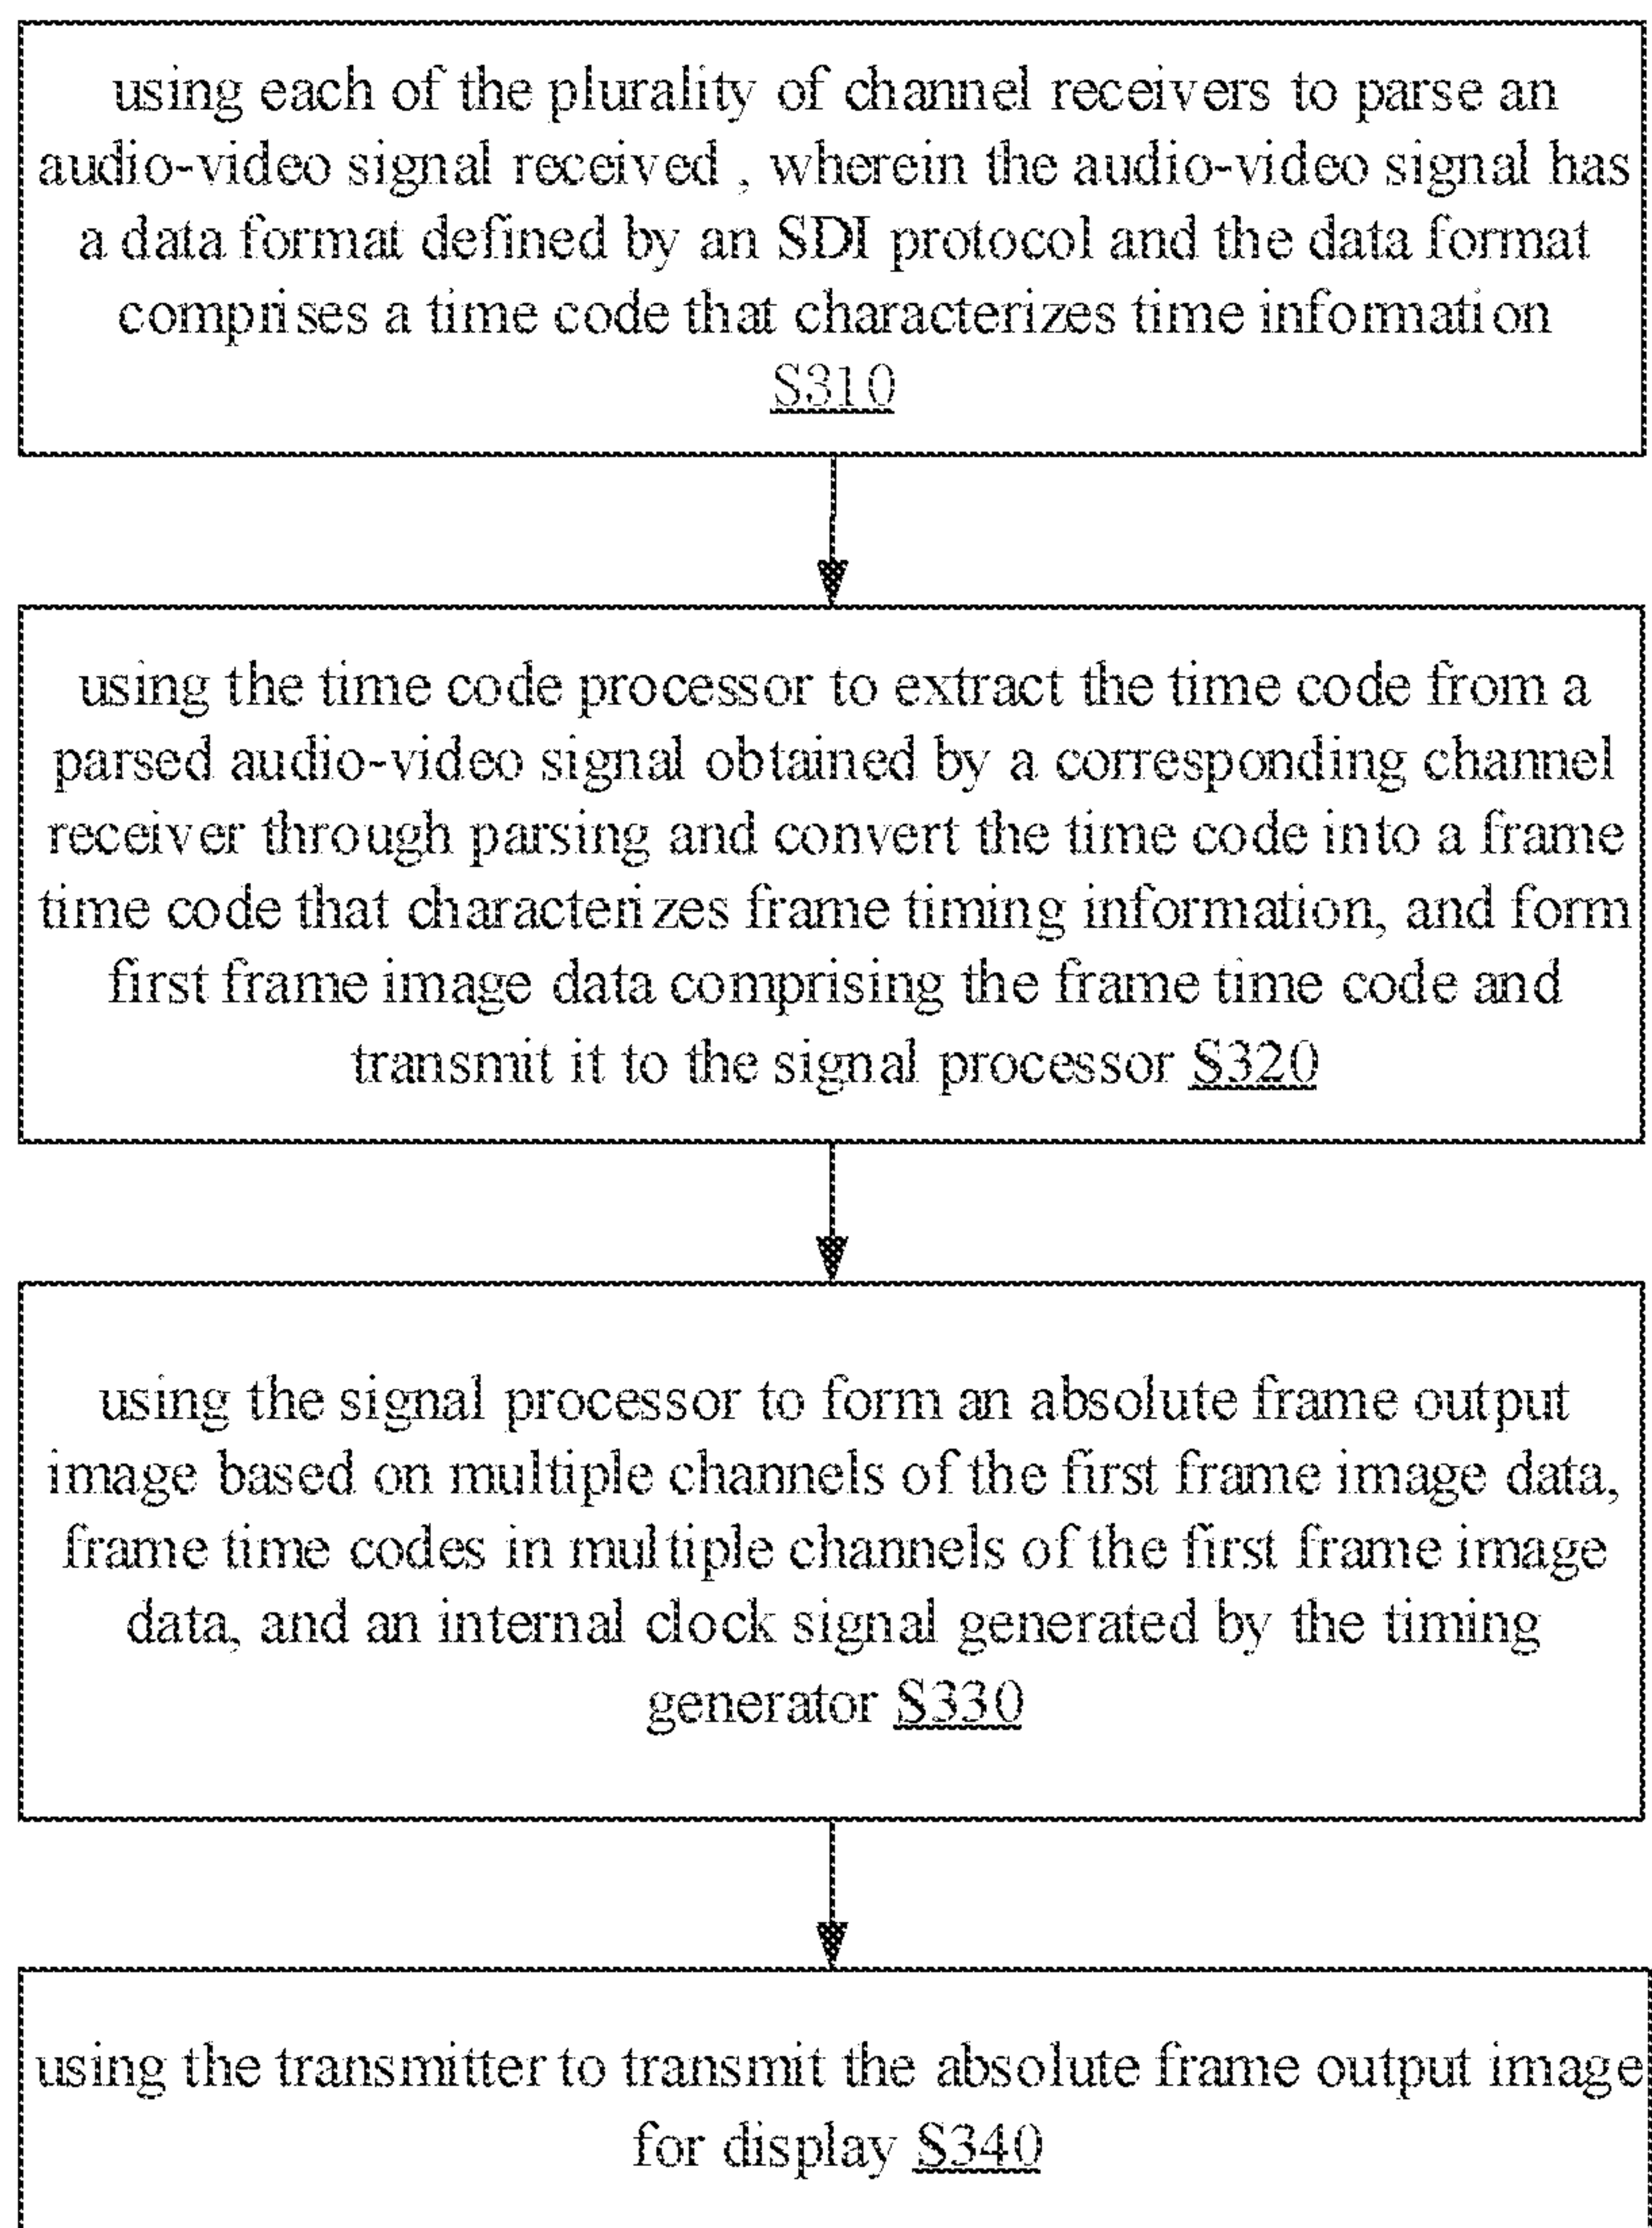 using each of the plurality of channel receivers to parse an
audio-video signal received , wherein the audio-video signal has
a data format defined by an SDI protocol and the data format
comprises a time code that characterizes time information
S310
using the time code processor to extract the time code from a
parsed audio-video signal obtained by a corresponding channel
receiver through parsing and convert the time code into a frame
time code that characterizes frame timing information, and form
first frame image data comprising the frame time code and
transmit it to the signal processor S320
using the signal processor to form an absolute frame output
image based on multiple channels of the first frame image data,
frame time codes in multiple channels of the first frame image
data, and an internal clock signal generated by the timing
generator S330
using the transmitter to transmit the absolute frame output image
for display S340